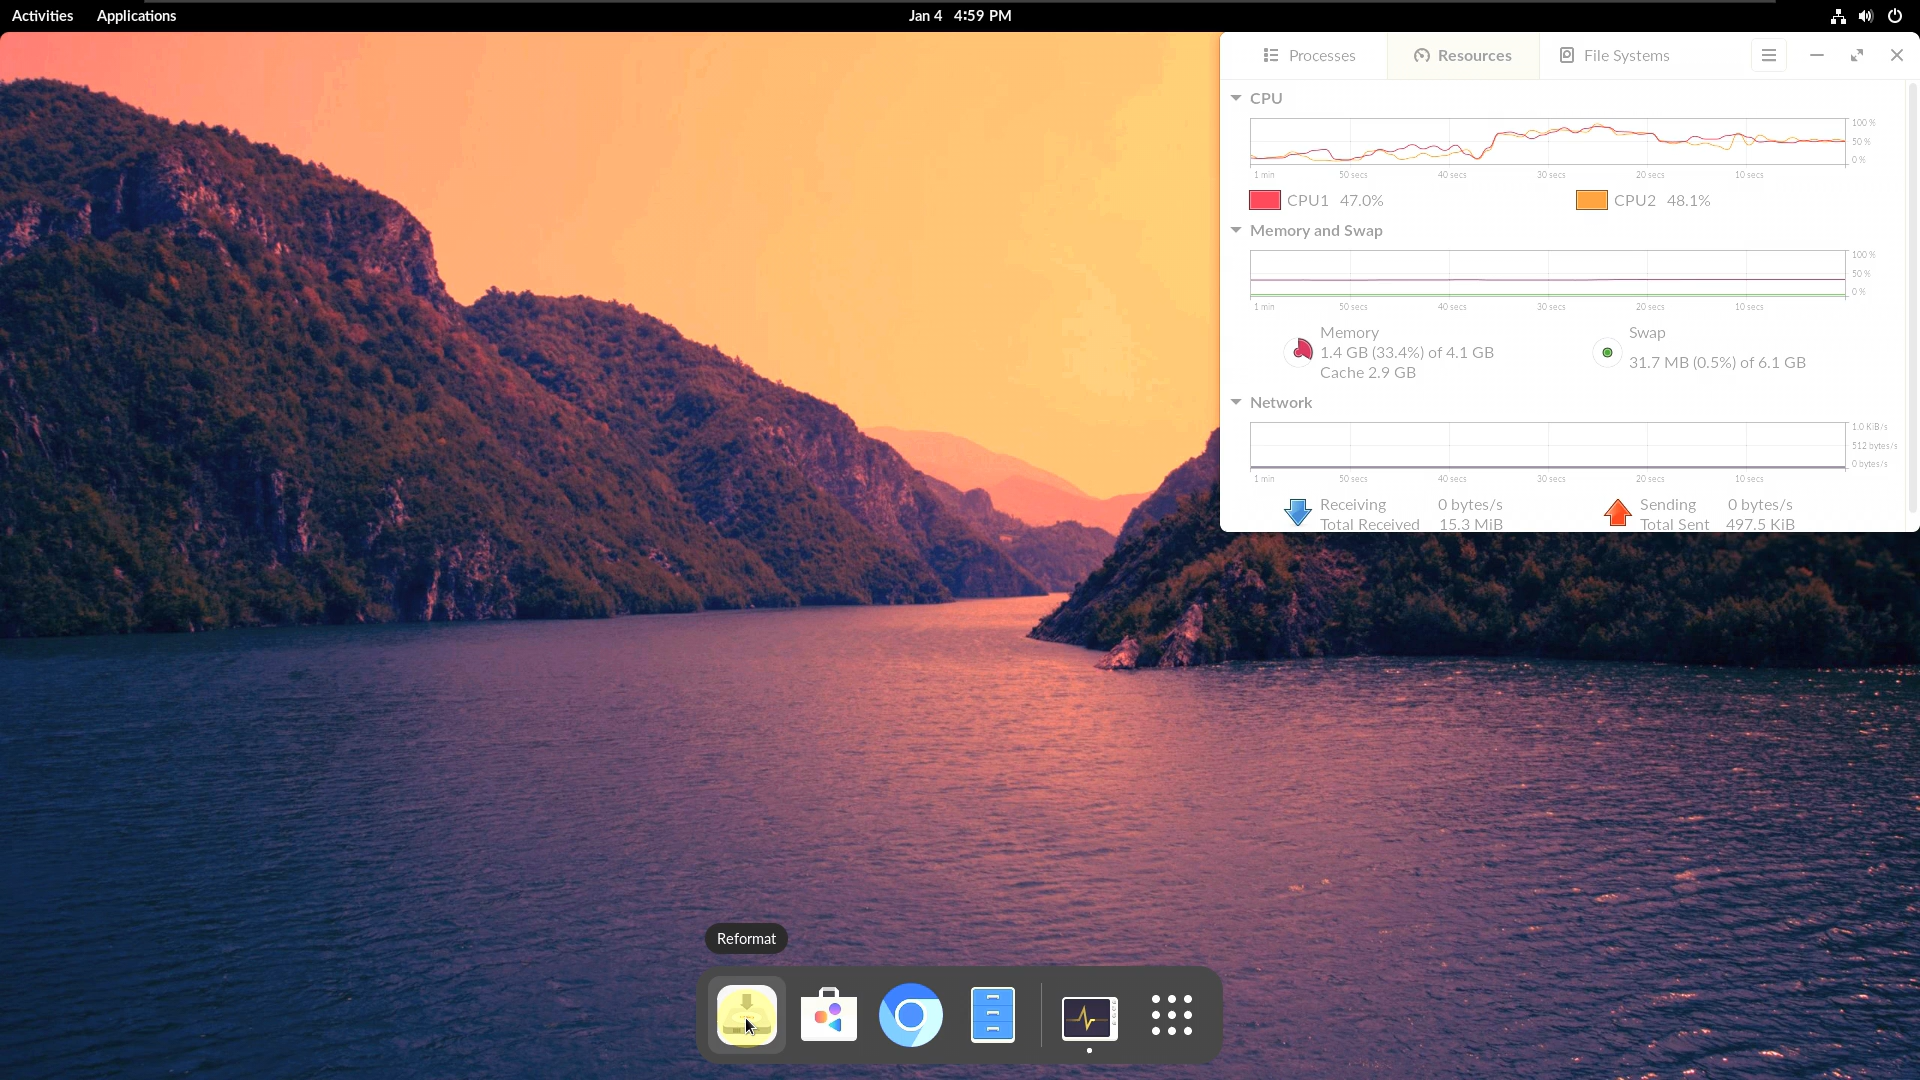 Activities Applications Jan 4 4:59 PM
Processes Resources File Systems
CPU
100 %
50 %
0 %
1 min 50 secs 40 secs 30 secs 20 secs 10 secs
CPU1 47.0% CPU2 48.1%
Memory and Swap
100 %
50 %
0 %
1 min 50 secs 40 secs 30 secs 20 secs 10 secs
Memory
1.4 GB (33.4%) of 4.1 GB
Cache 2.9 GB
Swap
31.7 MB (0.5%) of 6.1 GB
Network
1.0 KiB/s
512 bytes/s
0 bytes/s
1 min 50 secs 40 secs 30 secs 20 secs 10 secs
Receiving 0 bytes/s Sending 0 bytes/s
Total Received 15.3 MiB Total Sent 497.5 KiB
Reformat